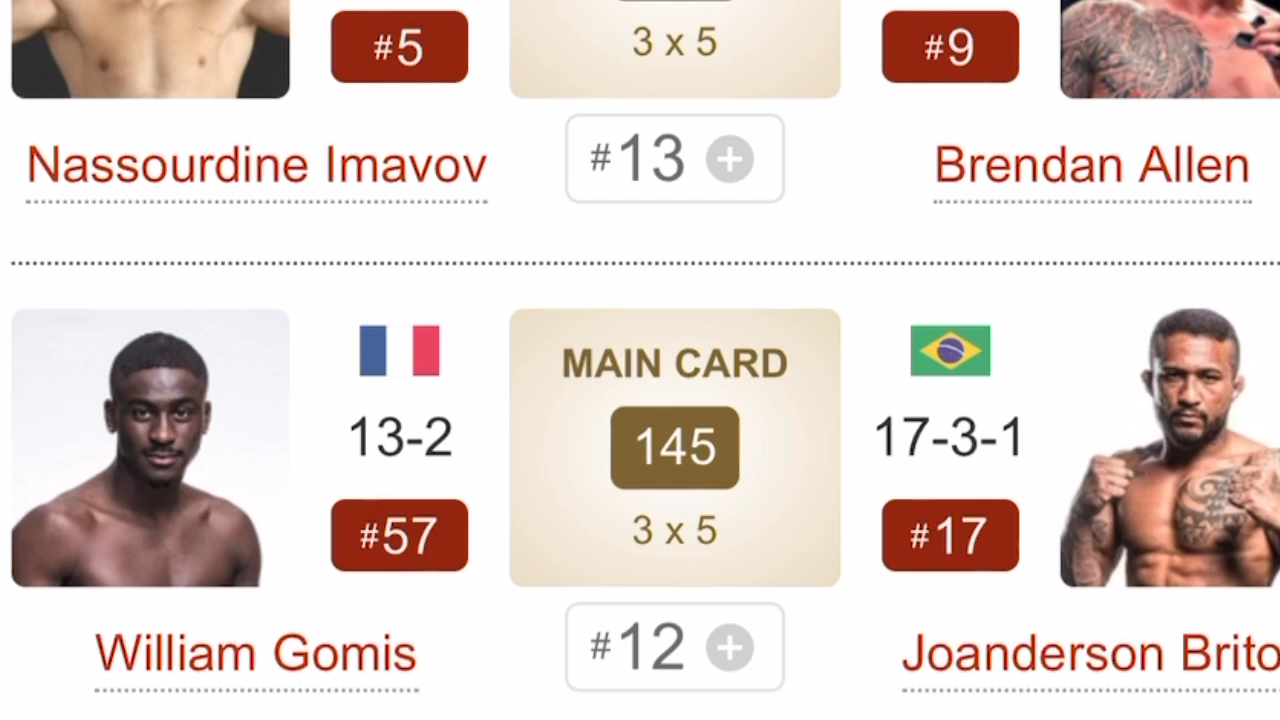 #5
3 x 5
#9
Nassourdine Imavov
#13
Brendan Allen
13-2
MAIN CARD
145
3 x 5
17-3-1
#57
#17
William Gomis
#12
Joanderson Brito